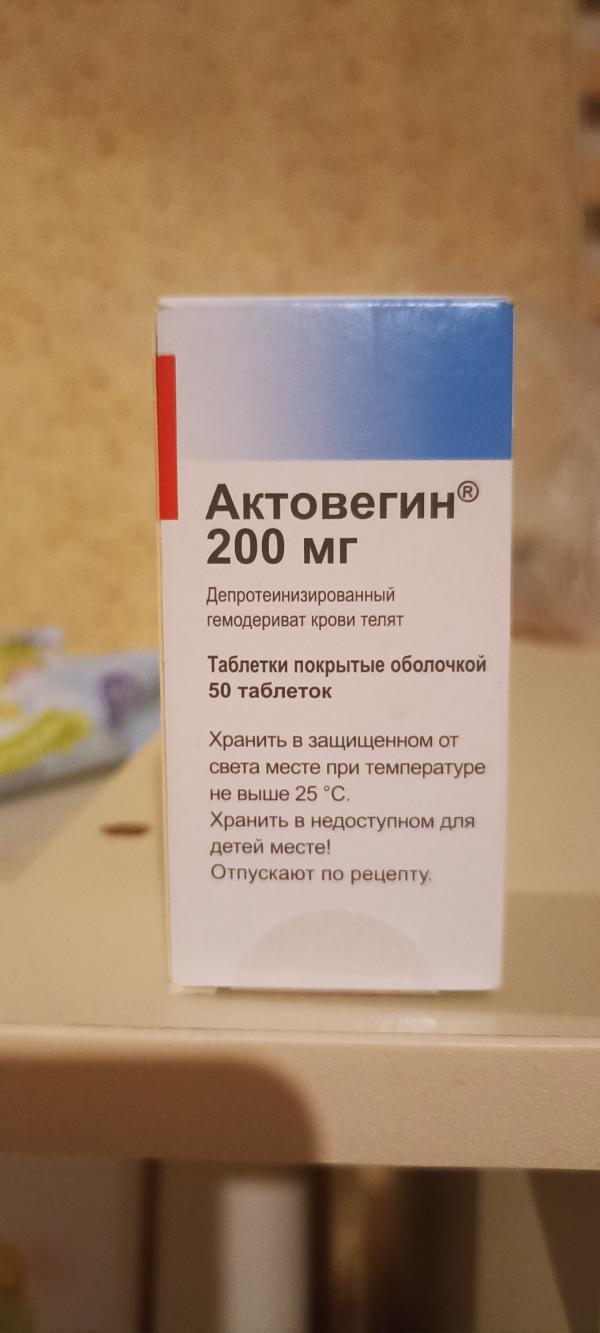 Актовегин®
200 мг
Депротеинизированный
гемодериват крови телят
Таблетки покрытые оболочкой
50 таблеток
Хранить в защищенном от
света месте при температуре
не выше 25 °C.
Хранить в недоступном для
детей месте!
Отпускают по рецепту.